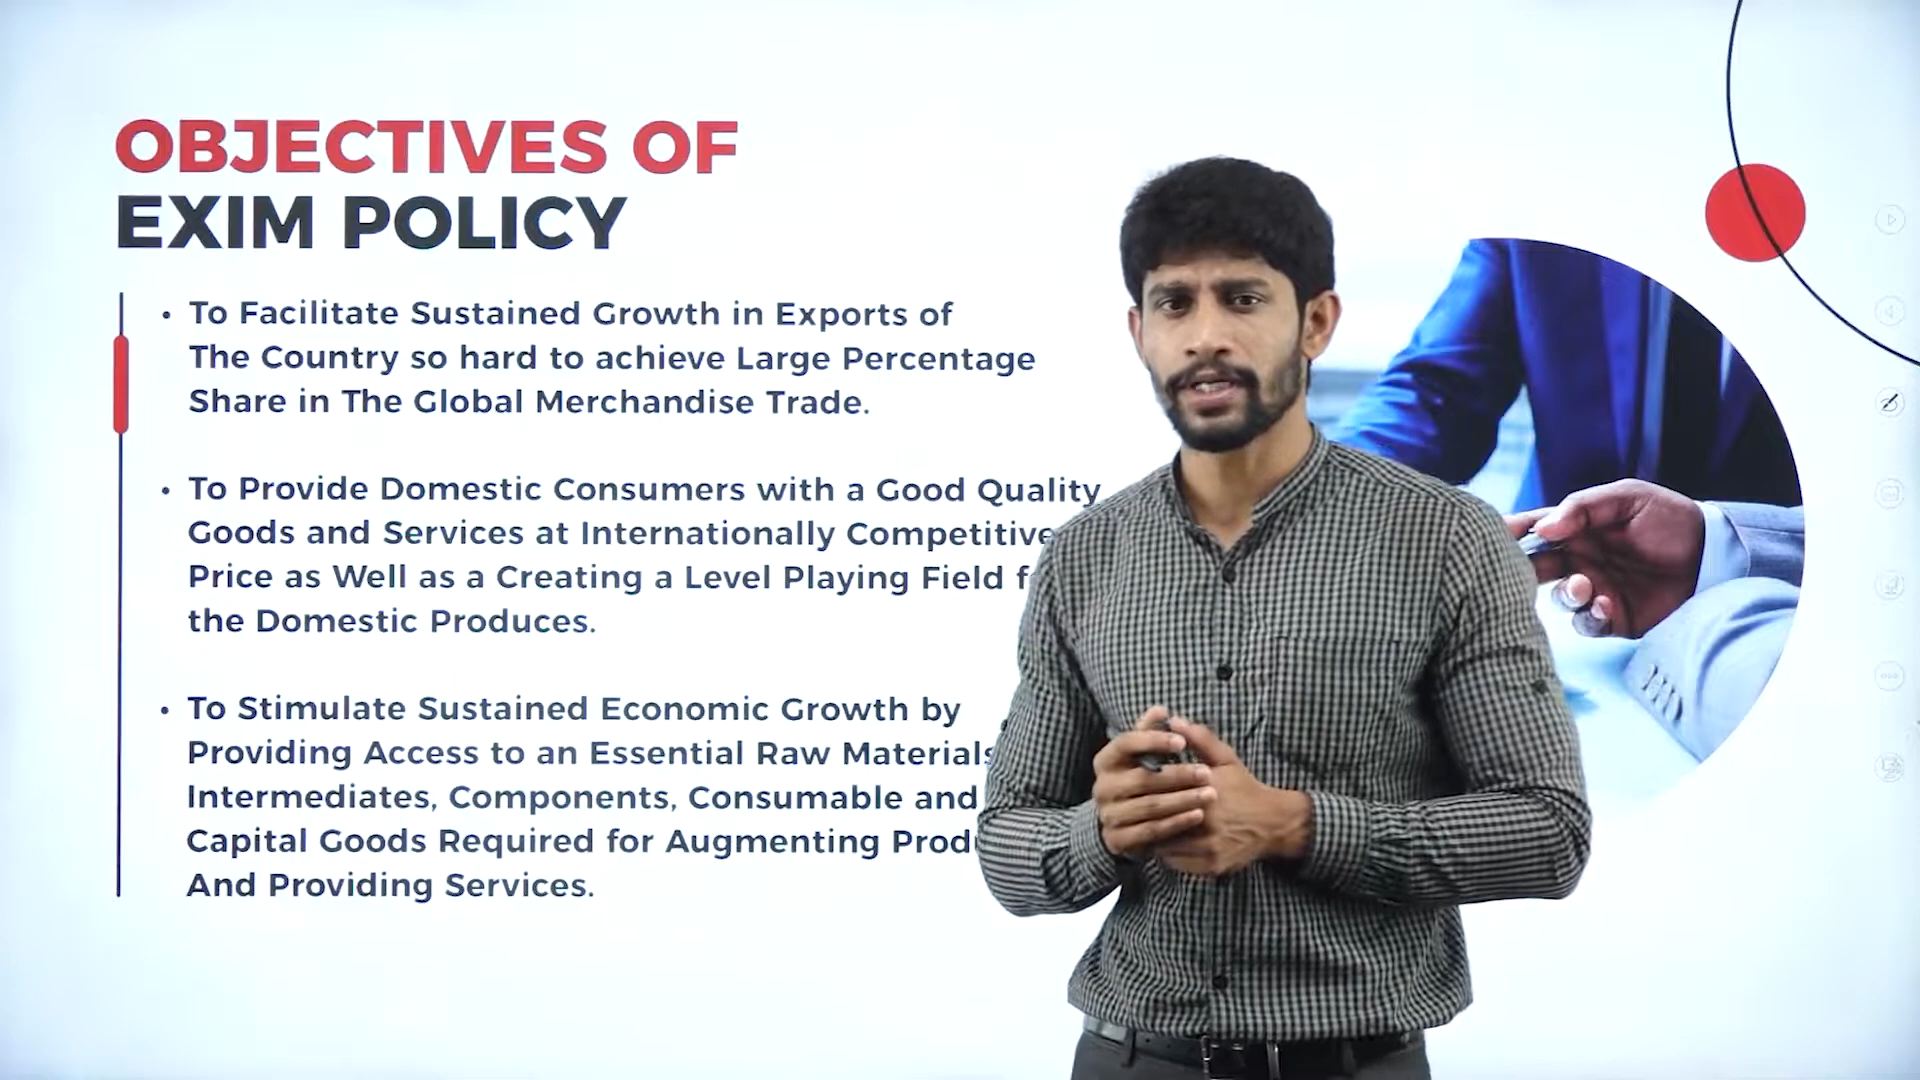 OBJECTIVES OF
EXIM POLICY
• To Facilitate Sustained Growth in Exports of
The Country so hard to achieve Large Percentage
Share in The Global Merchandise Trade.
• To Provide Domestic Consumers with a Good Quality
Goods and Services at Internationally Competitive
Price as Well as a Creating a Level Playing Field
the Domestic Produces.
• To Stimulate Sustained Economic Growth by
Providing Access to an Essential Raw Materials
Intermediates, Components, Consumable and
Capital Goods Required for Augmenting
And Providing Services.